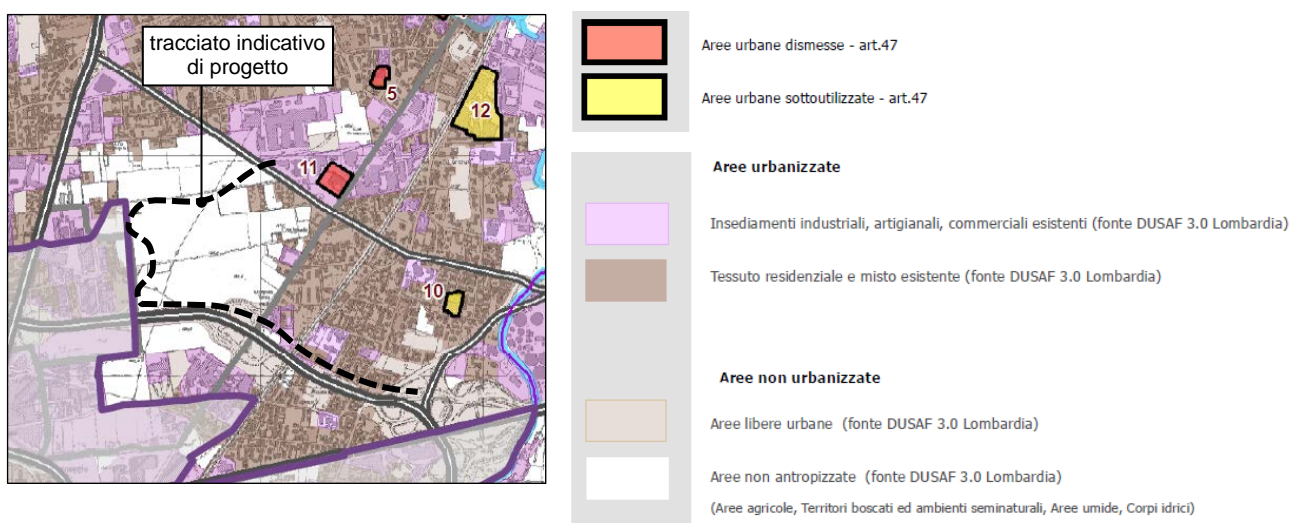 tracciato indicativo
di progetto
5
12
11
10
Aree urbane dismesse - art.47
Aree urbane sottoutilizzate - art.47
Aree urbanizzate
Insediamenti industriali, artigianali, commerciali esistenti (fonte DUSAF 3.0 Lombardia)
Tessuto residenziale e misto esistente (fonte DUSAF 3.0 Lombardia)
Aree non urbanizzate
Aree libere urbane (fonte DUSAF 3.0 Lombardia)
Aree non antropizzate (fonte DUSAF 3.0 Lombardia)
(Aree agricole, Territori boscati ed ambienti seminaturali, Aree umide, Corpi idrici)